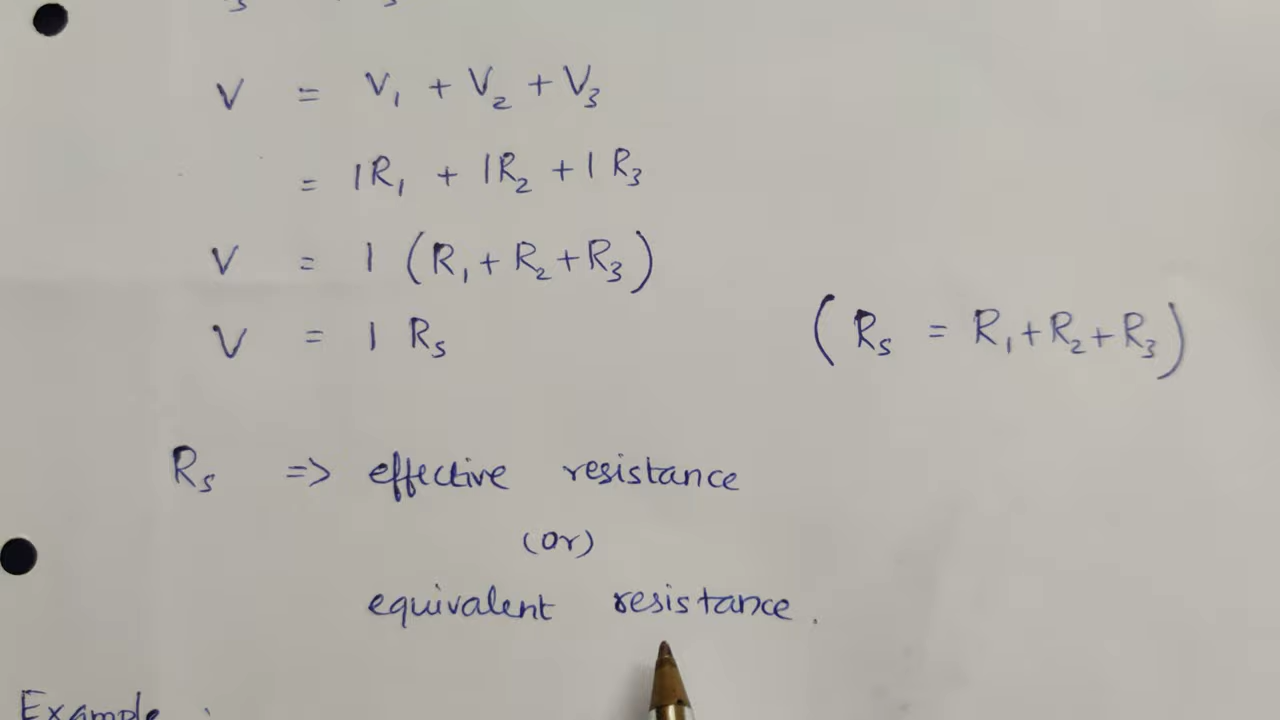 V = V₁ + V₂ + V₃
= IR₁ + IR₂ + I R₃
V = I (R₁ + R₂ + R₃)
V = I Rₛ
(Rₛ = R₁ + R₂ + R₃)
Rₛ => effective resistance
(or)
equivalent resistance.
Example :